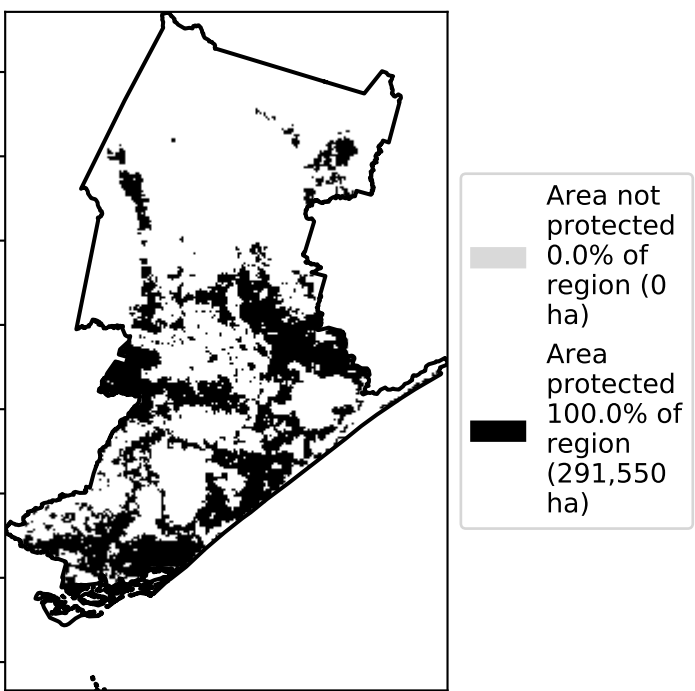 Area not
protected
0.0% of
region (0
ha)
Area
protected
100.0% of
region
(291,550
ha)